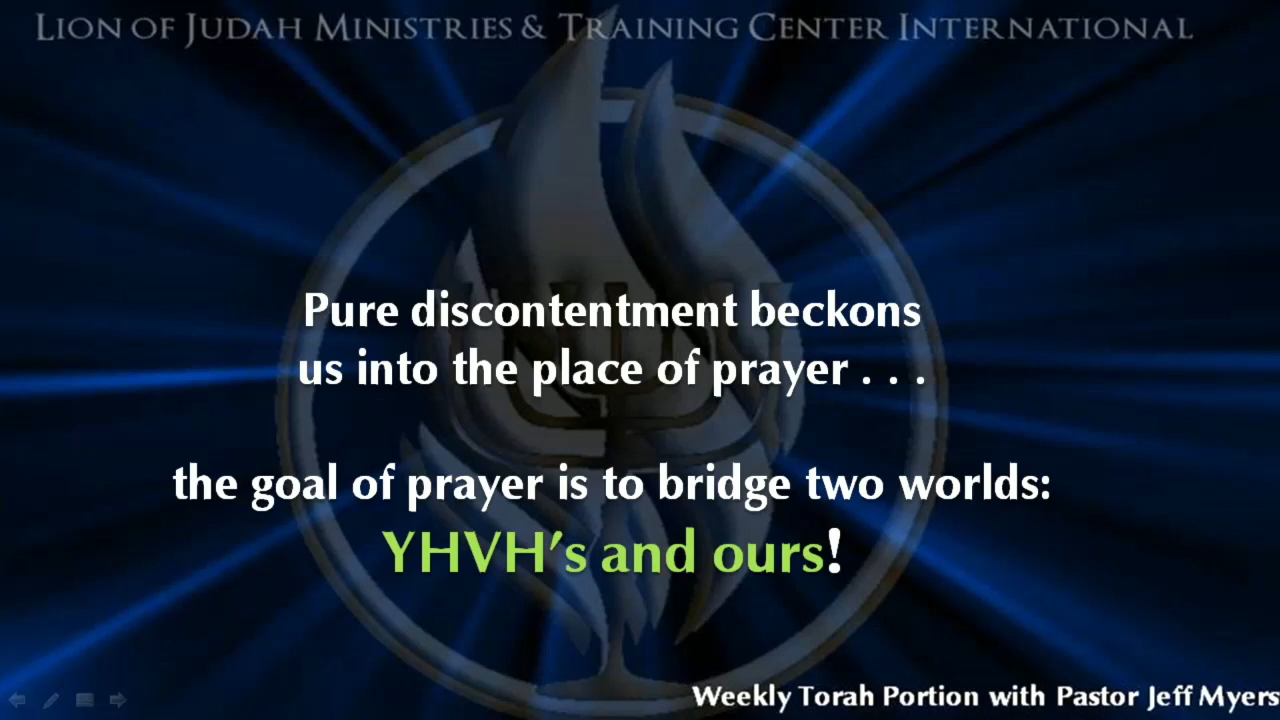 LION OF JUDAH MINISTRIES & TRAINING CENTER INTERNATIONAL
Pure discontentment beckons
us into the place of prayer . . .
the goal of prayer is to bridge two worlds:
YHVH’s and ours!
Weekly Torah Portion with Pastor Jeff Myers